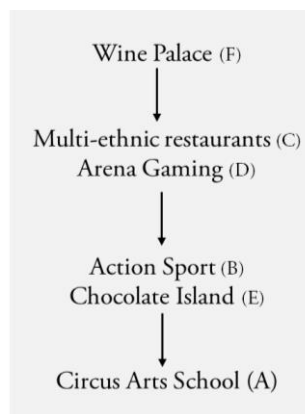 Wine Palace (F)
Multi-ethnic restaurants (C)
Arena Gaming (D)
Action Sport (B)
Chocolate Island (E)
Circus Arts School (A)